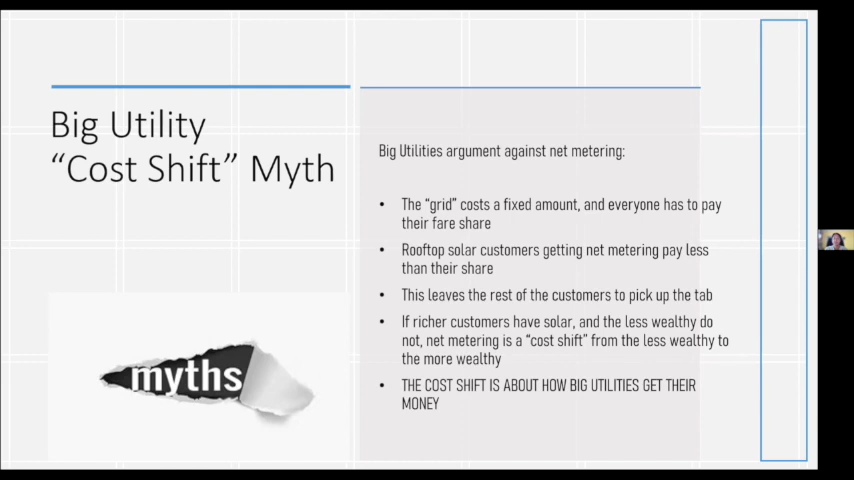 Big Utility
“Cost Shift” Myth
Big Utilities argument against net metering:
• The “grid” costs a fixed amount, and everyone has to pay
their fare share
• Rooftop solar customers getting net metering pay less
than their share
• This leaves the rest of the customers to pick up the tab
• If richer customers have solar, and the less wealthy do
not, net metering is a “cost shift” from the less wealthy to
the more wealthy
• THE COST SHIFT IS ABOUT HOW BIG UTILITIES GET THEIR
MONEY
myths